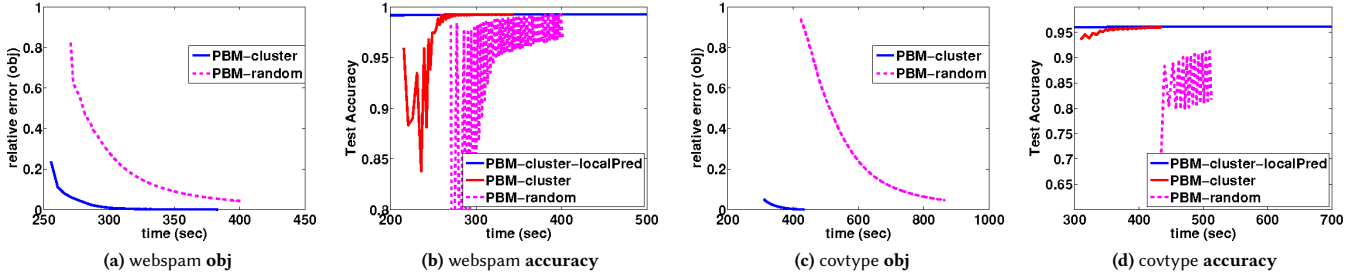 relative error (obj)
1
0.8
0.6
0.4
0.2
0
250 300 350 400 450
time (sec)
PBM−cluster
PBM−random
(a) webspam obj
Test Accuracy
0.95
0.9
0.85
0.8
200 300 400 500
time (sec)
PBM−cluster−localPred
PBM−cluster
PBM−random
(b) webspam accuracy
relative error (obj)
1
0.8
0.6
0.4
0.2
0
200 400 600 800 1000
time (sec)
PBM−cluster
PBM−random
(c) covtype obj
Test Accuracy
0.95
0.9
0.85
0.8
0.75
0.7
0.65
300 400 500 600 700
time (sec)
PBM−cluster−localPred
PBM−cluster
PBM−random
(d) covtype accuracy